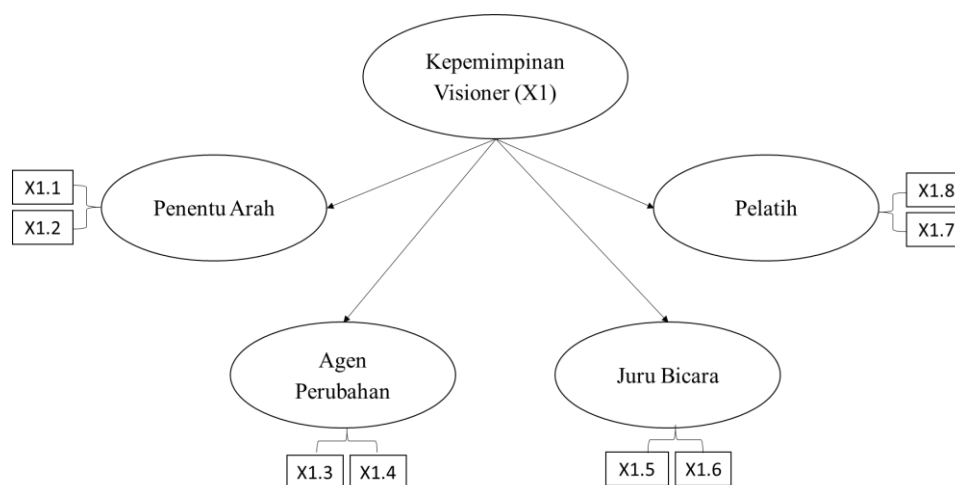 Kepemimpinan
Visioner (X1)
X1.1
X1.2
Penentu Arah
Pelatih
X1.8
X1.7
Agen
Perubahan
X1.3
X1.4
Juru Bicara
X1.5
X1.6